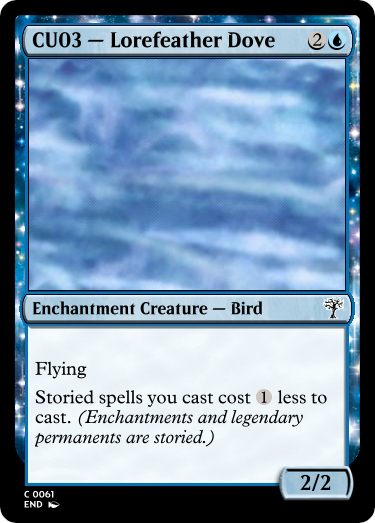 CU03 — Lorefeather Dove 2
Enchantment Creature — Bird
Flying
Storied spells you cast cost 1 less to
cast. (Enchantments and legendary
permanents are storied.)
2/2
C 0061
END